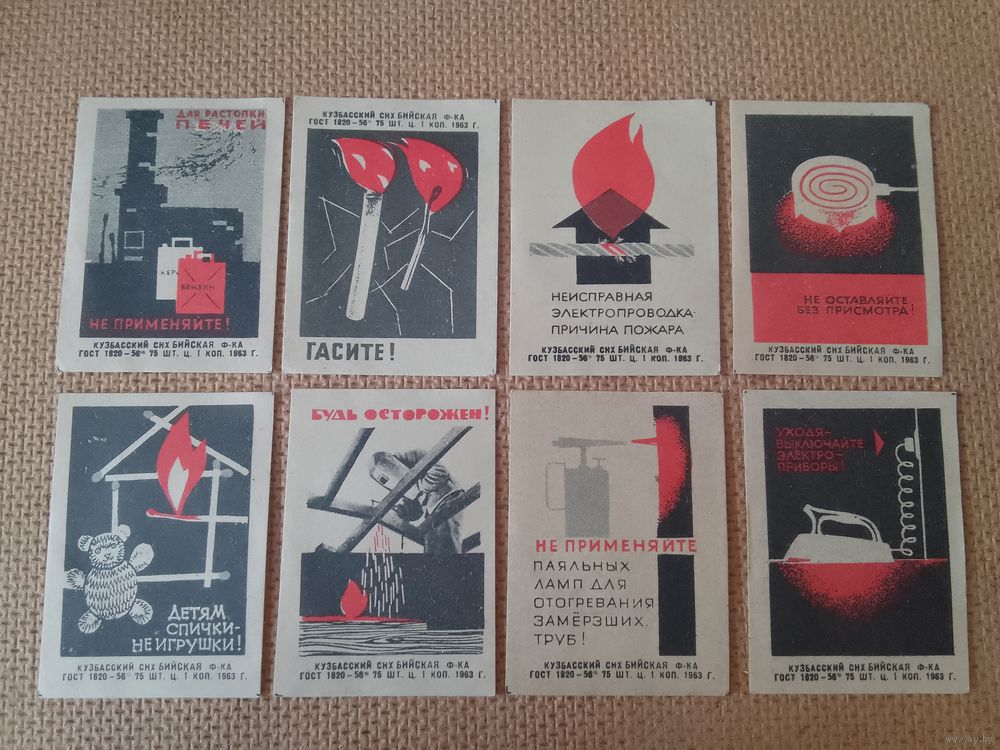 ДЛЯ РАСТОПКИ
ПЕЧЕЙ
КЕР
БЕНЗИН
НЕ ПРИМЕНЯЙТЕ!
КУЗБАССКИЙ СНХ БИЙСКАЯ Ф-КА
ГОСТ 1820-56* 75 ШТ. Ц. 1 КОП. 1963 Г.
КУЗБАССКИЙ СНХ БИЙСКАЯ Ф-КА
ГОСТ 1820-56* 75 ШТ. Ц. 1 КОП. 1963 Г.
ГАСИТЕ!
НЕИСПРАВНАЯ
ЭЛЕКТРОПРОВОДКА-
ПРИЧИНА ПОЖАРА
КУЗБАССКИЙ СНХ БИЙСКАЯ Ф-КА
ГОСТ 1820-56* 75 ШТ. Ц. 1 КОП. 1963 Г.
НЕ ОСТАВЛЯЙТЕ
БЕЗ ПРИСМОТРА!
КУЗБАССКИЙ СНХ БИЙСКАЯ Ф-КА
ГОСТ 1820-56* 75 ШТ. Ц. 1 КОП. 1963 Г.
ДЕТЯМ
СПИЧКИ-
НЕ ИГРУШКИ!
КУЗБАССКИЙ СНХ БИЙСКАЯ Ф-КА
ГОСТ 1820-56* 75 ШТ. Ц. 1 КОП. 1963 Г.
БУДЬ ОСТОРОЖЕН!
КУЗБАССКИЙ СНХ БИЙСКАЯ Ф-КА
ГОСТ 1820-56* 75 ШТ. Ц. 1 КОП. 1963 Г.
НЕ ПРИМЕНЯЙТЕ
ПАЯЛЬНЫХ
ЛАМП ДЛЯ
ОТОГРЕВАНИЯ
ЗАМЁРЗШИХ
ТРУБ!
КУЗБАССКИЙ СНХ БИЙСКАЯ Ф-КА
ГОСТ 1820-56* 75 ШТ. Ц. 1 КОП. 1963 Г.
УХОДЯ-
ВЫКЛЮЧАЙТЕ
ЭЛЕКТРО-
ПРИБОРЫ!
КУЗБАССКИЙ СНХ БИЙСКАЯ Ф-КА
ГОСТ 1820-56* 75 ШТ. Ц. 1 КОП. 1963 Г.
www.ay.by